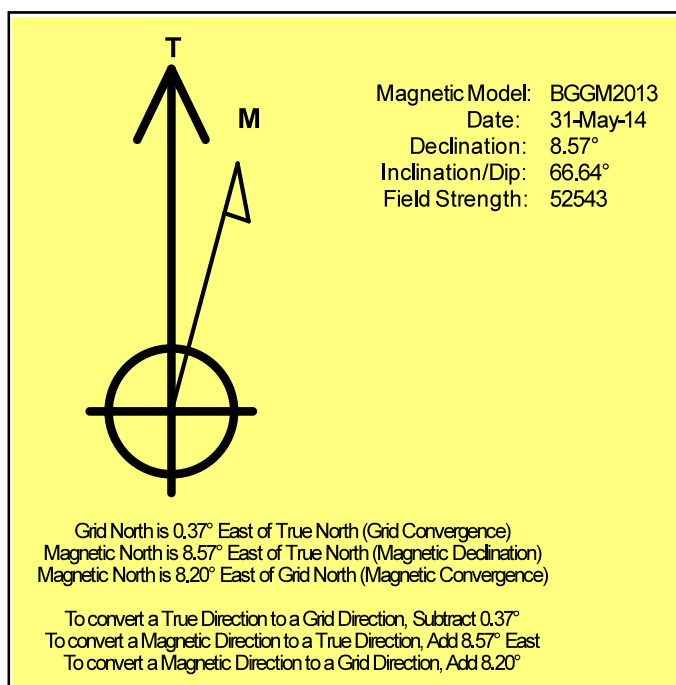 T
M
Magnetic Model: BGGM2013
Date: 31-May-14
Declination: 8.57°
Inclination/Dip: 66.64°
Field Strength: 52543
Grid North is 0.37° East of True North (Grid Convergence)
Magnetic North is 8.57° East of True North (Magnetic Declination)
Magnetic North is 8.20° East of Grid North (Magnetic Convergence)
To convert a True Direction to a Grid Direction, Subtract 0.37°
To convert a Magnetic Direction to a True Direction, Add 8.57° East
To convert a Magnetic Direction to a Grid Direction, Add 8.20°